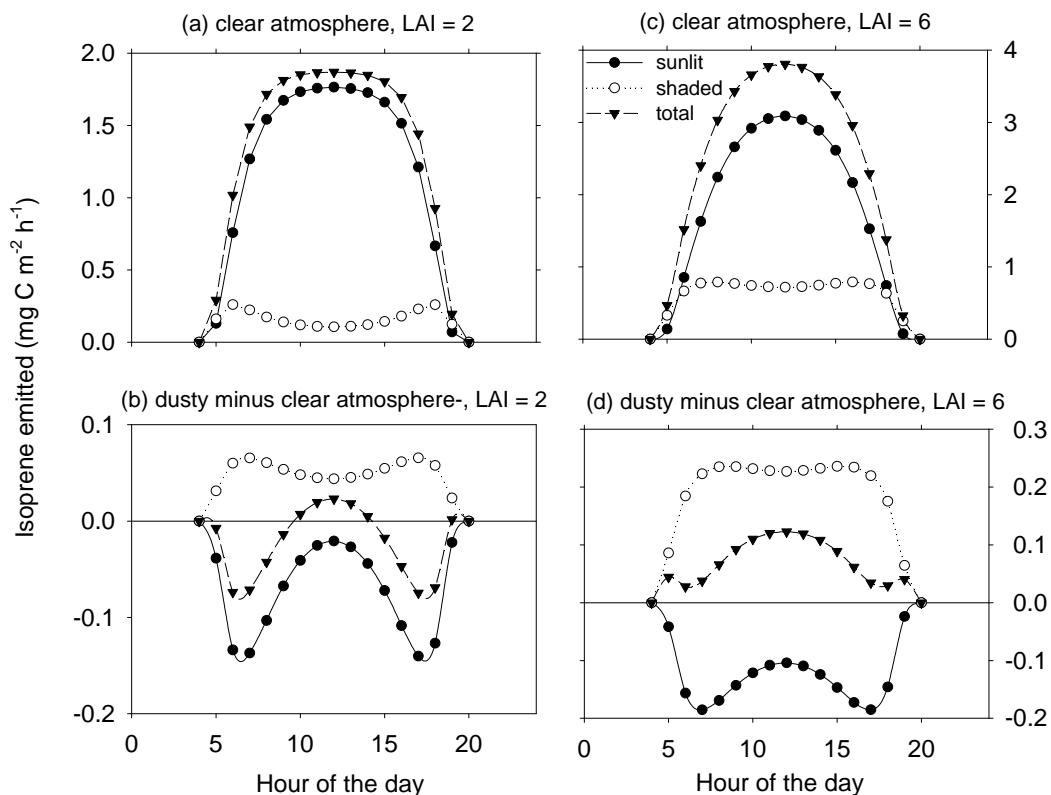 (a) clear atmosphere, LAI = 2
(c) clear atmosphere, LAI = 6
2.0
1.5
1.0
0.5
0.0
4
3
2
1
0
sunlit
shaded
total
Isoprene emitted (mg C m⁻² h⁻¹)
(b) dusty minus clear atmosphere-, LAI = 2
(d) dusty minus clear atmosphere, LAI = 6
0.1
0.0
-0.1
-0.2
0.3
0.2
0.1
0.0
-0.1
-0.2
0 5 10 15 20
0 5 10 15 20
Hour of the day
Hour of the day